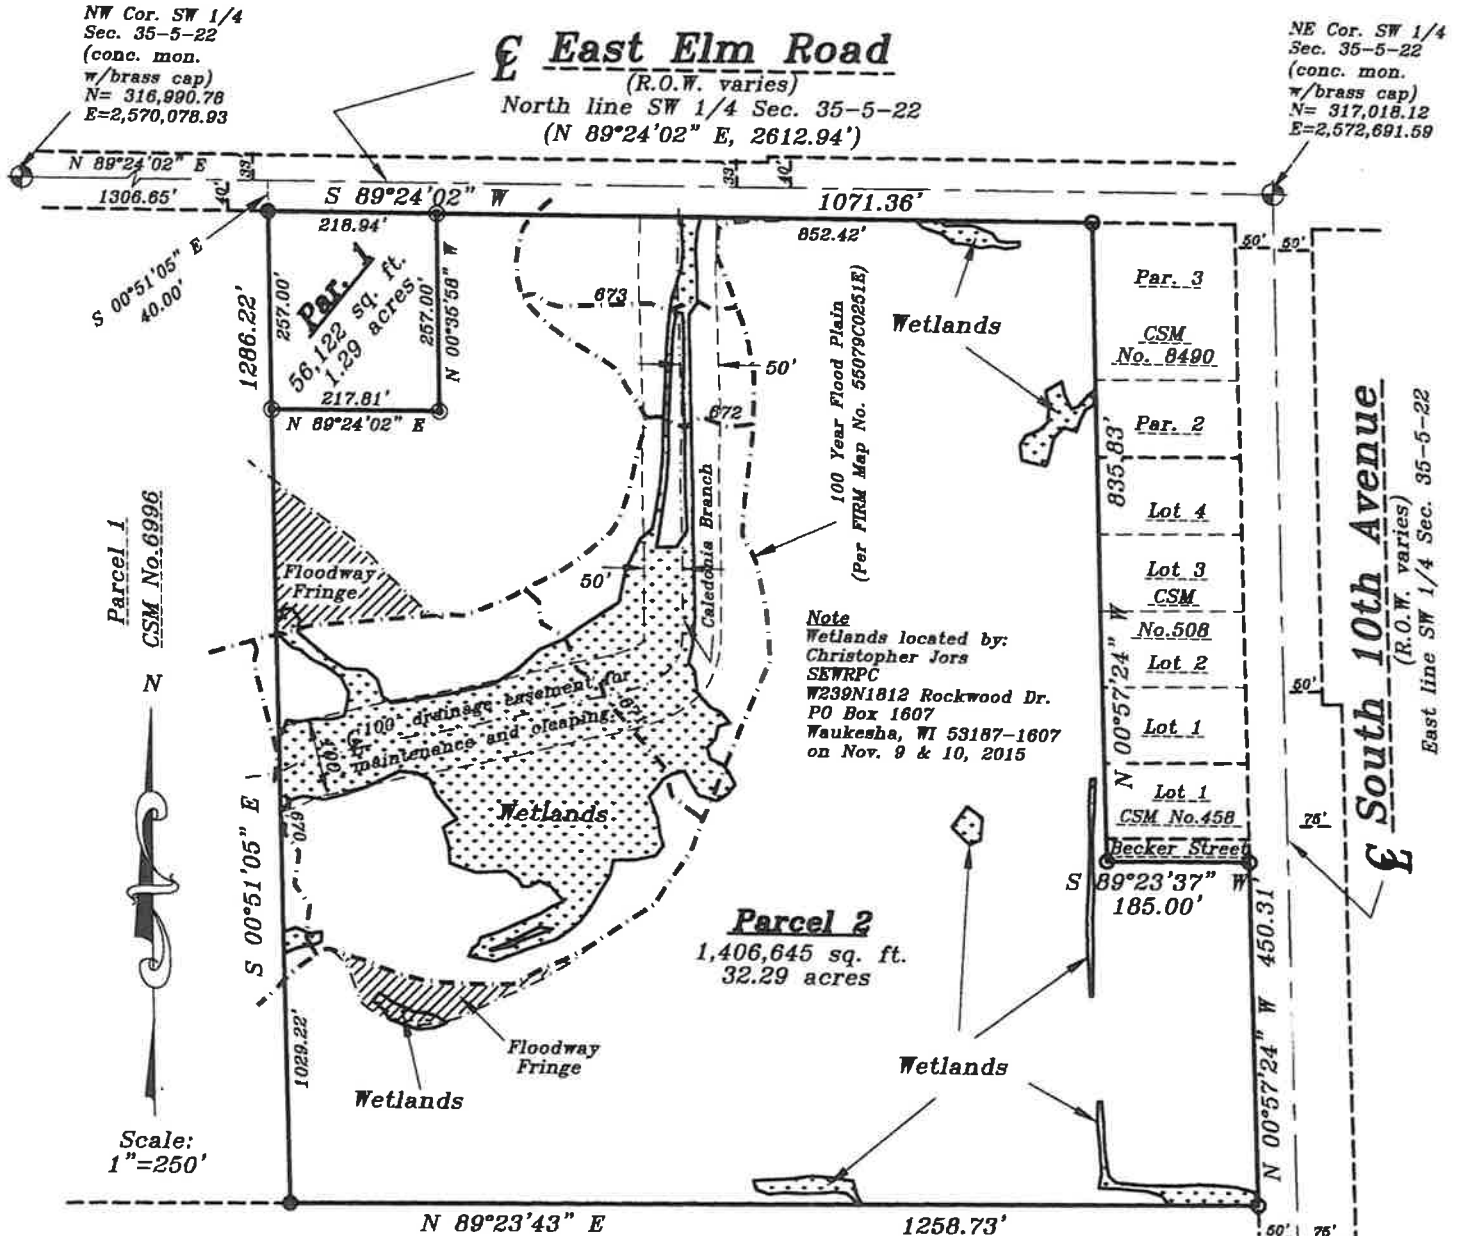 NW Cor. SW 1/4
Sec. 35-5-22
(conc. mon.
w/brass cap)
N= 316,990.78
E=2,570,078.93
℄ East Elm Road
(R.O.W. varies)
North line SW 1/4 Sec. 35-5-22
(N 89°24'02" E, 2612.94')
NE Cor. SW 1/4
Sec. 35-5-22
(conc. mon.
w/brass cap)
N= 317,018.12
E=2,572,691.59
N 89°24'02" E
1306.65'
33'
40'
33'
40'
S 89°24'02" W
1071.36'
218.94'
852.42'
S 00°51'05" E
40.00'
1286.22'
257.00'
Par. 1
56,122 sq. ft.
1.29 acres
257.00'
N 00°35'58" W
217.81'
N 89°24'02" E
673
50'
672
50'
Caledonia Branch
100 Year Flood Plain
(Per FIRM Map No. 55079C0251E)
Wetlands
50'
50'
Par. 3
CSM
No. 8490
Par. 2
Lot 4
Lot 3
CSM
No.508
Lot 2
Lot 1
Lot 1
CSM No.458
Becker Street
835.83'
N 00°57'24" W
S 89°23'37" W
185.00'
50'
75'
℄ South 10th Avenue
(R.O.W. varies)
East line SW 1/4 Sec. 35-5-22
Parcel 1
CSM No.6996
N
Scale:
1"=250'
Floodway
Fringe
100' drainage easement for
maintenance and cleaning.
100'
671
Wetlands
670
S 00°51'05" E
1029.22'
Note
Wetlands located by:
Christopher Jors
SEWRPC
W239N1812 Rockwood Dr.
PO Box 1607
Waukesha, WI 53187-1607
on Nov. 9 & 10, 2015
Parcel 2
1,406,645 sq. ft.
32.29 acres
Floodway
Fringe
Wetlands
Wetlands
N 00°57'24" W
450.31'
N 89°23'43" E
1258.73'
50'
75'